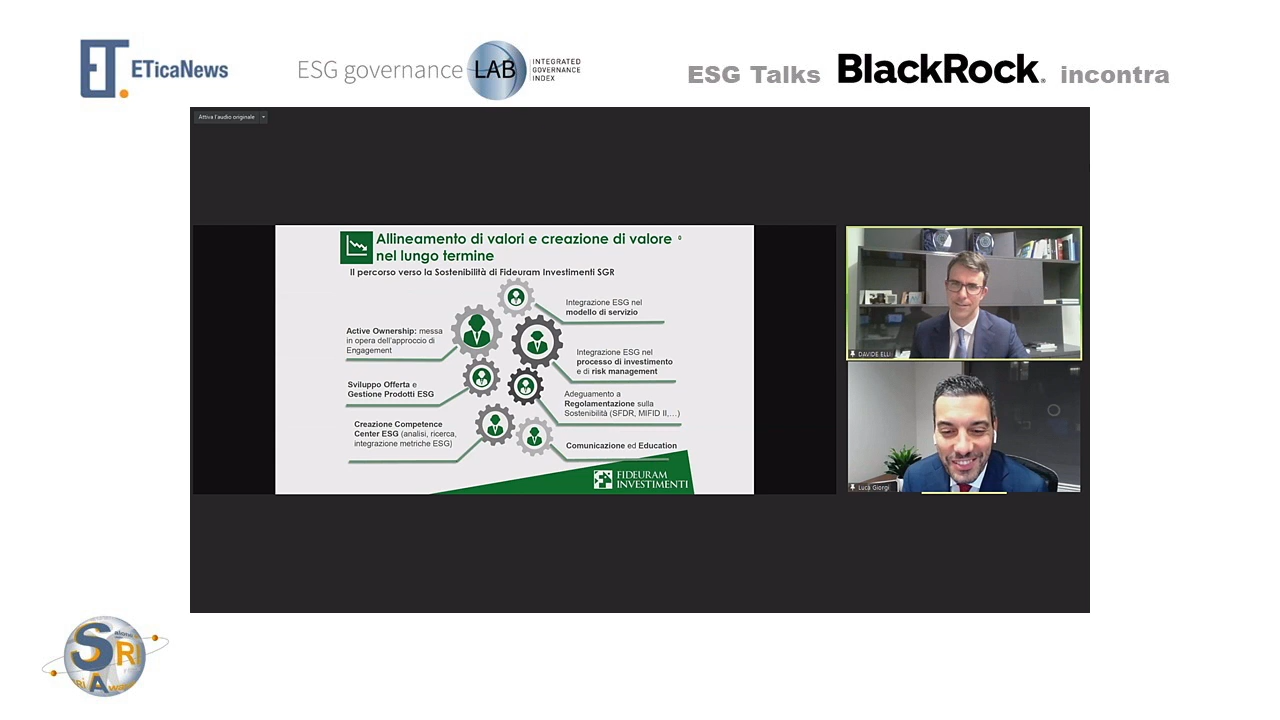 ET.
ETicaNews
ESG governance
LAB
INTEGRATED
GOVERNANCE
INDEX
ESG Talks
BlackRock®
incontra
Attiva l'audio originale
Allineamento di valori e creazione di valore
nel lungo termine
0
Il percorso verso la Sostenibilità di Fideuram Investimenti SGR
Integrazione ESG nel
modello di servizio
Active Ownership: messa
in opera dell'approccio di
Engagement
Integrazione ESG nel
processo di investimento
e di risk management
Sviluppo Offerta e
Gestione Prodotti ESG
Adeguamento a
Regolamentazione sulla
Sostenibilità (SFDR, MIFID II,…)
Creazione Competence
Center ESG (analisi, ricerca,
integrazione metriche ESG)
Comunicazione ed Education
FIDEURAM
INVESTIMENTI
DAVIDE ELLI
Luca Giorgi
S
RI
A